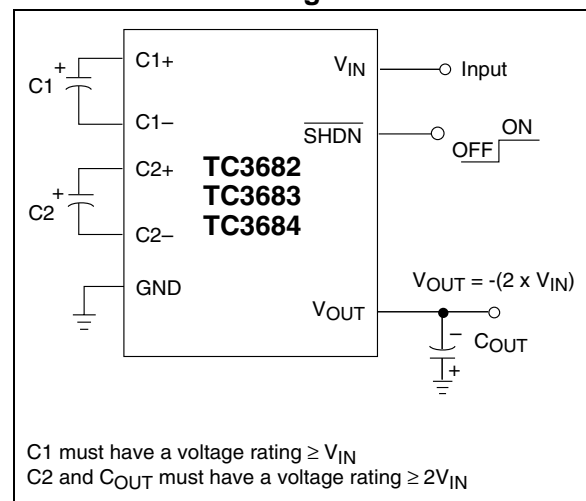 C1+
VIN
Input
+
C1
C1–
SHDN
ON
OFF
C2+
TC3682
+
TC3683
C2
TC3684
C2–
GND
VOUT = -(2 x VIN)
VOUT
–
COUT
+
C1 must have a voltage rating ≥ VIN
C2 and COUT must have a voltage rating ≥ 2VIN